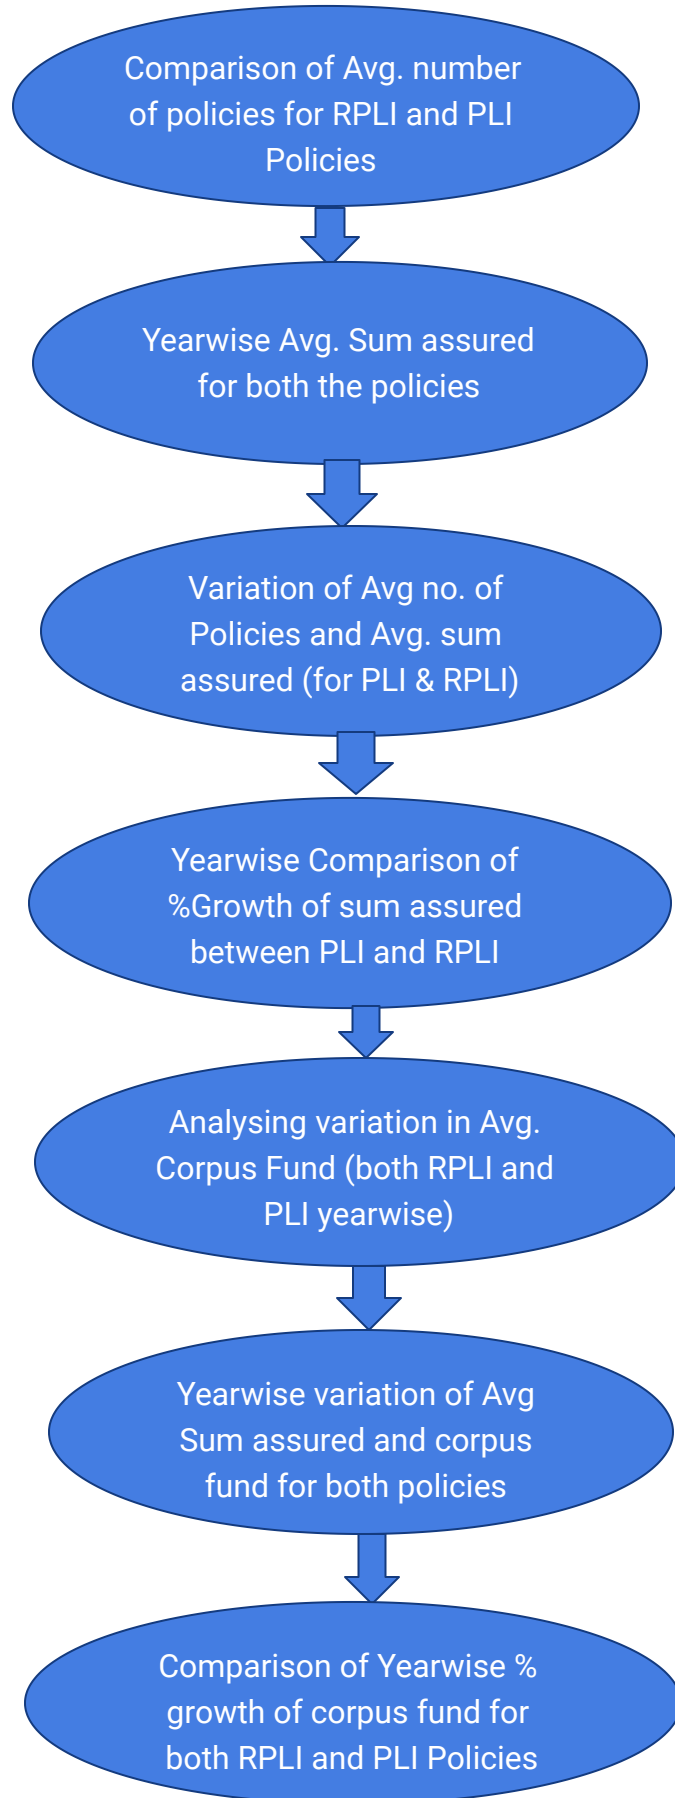 Comparison of Avg. number
of policies for RPLI and PLI
Policies
Yearwise Avg. Sum assured
for both the policies
Variation of Avg no. of
Policies and Avg. sum
assured (for PLI & RPLI)
Yearwise Comparison of
%Growth of sum assured
between PLI and RPLI
Analysing variation in Avg.
Corpus Fund (both RPLI and
PLI yearwise)
Yearwise variation of Avg
Sum assured and corpus
fund for both policies
Comparison of Yearwise %
growth of corpus fund for
both RPLI and PLI Policies